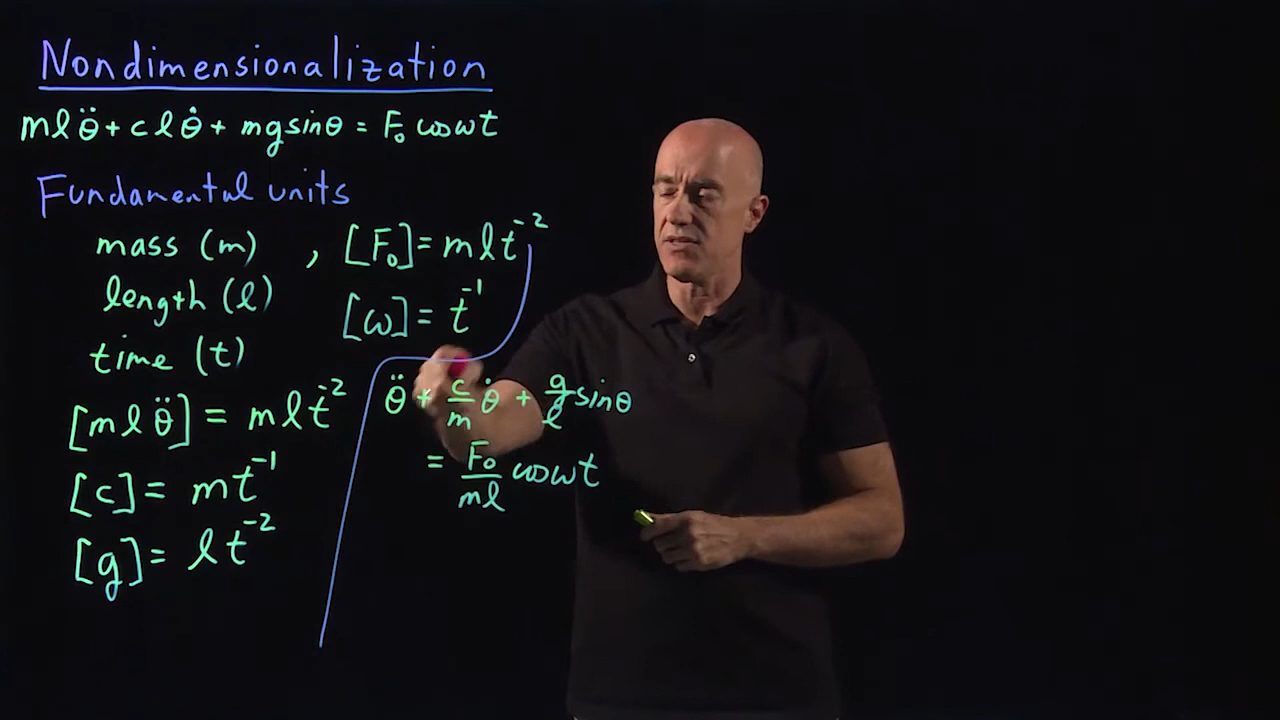 Nondimensionalization
mlθ̈ + clθ̇ + mg sinθ = F₀ cosωt
Fundamental units
mass (m) , [F₀] = mlt⁻²
length (l)
[ω] = t⁻¹
time (t)
[mlθ̈] = mlt⁻²
[c] = mt⁻¹
[g] = lt⁻²
θ̈ + c/m θ̇ + g/l sinθ
= F₀/ml cosωt